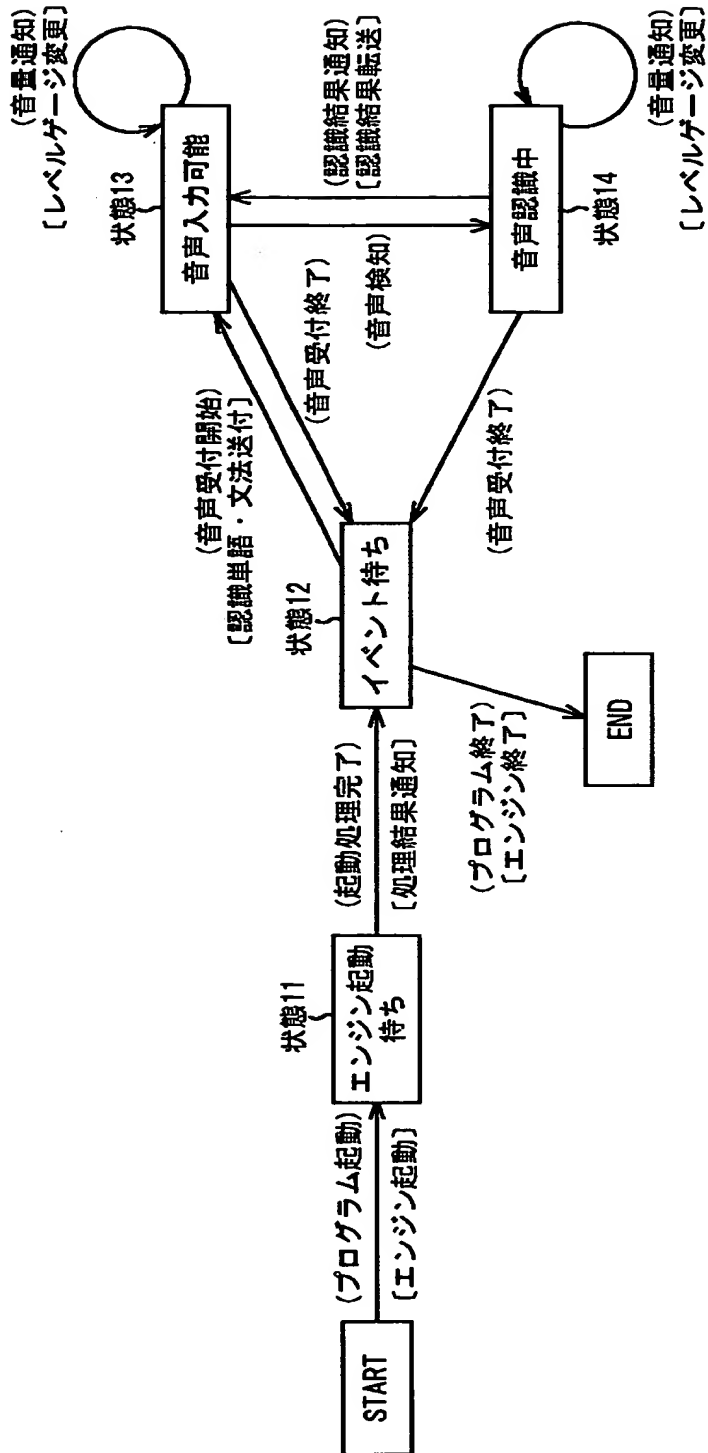 START
(プログラム起動)
[エンジン起動]
状態11
エンジン起動
待ち
(起動処理完了)
[処理結果通知]
状態12
イベント待ち
(プログラム終了)
[エンジン終了]
END
(音声受付開始)
[認識単語・文法送付]
(音声受付終了)
状態13
音声入力可能
(音量通知)
[レベルゲージ変更]
(音声検知)
(認識結果通知)
[認識結果転送]
(音声受付終了)
音声認識中
状態14
(音量通知)
[レベルゲージ変更]